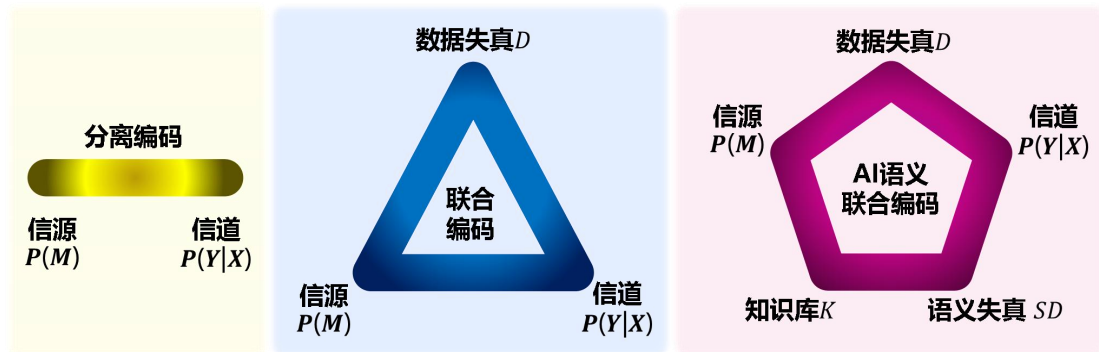 分离编码
信源
P(M)
信道
P(Y|X)
数据失真D
联合
编码
信源
P(M)
信道
P(Y|X)
数据失真D
信源
P(M)
信道
P(Y|X)
AI语义
联合编码
知识库K
语义失真 SD